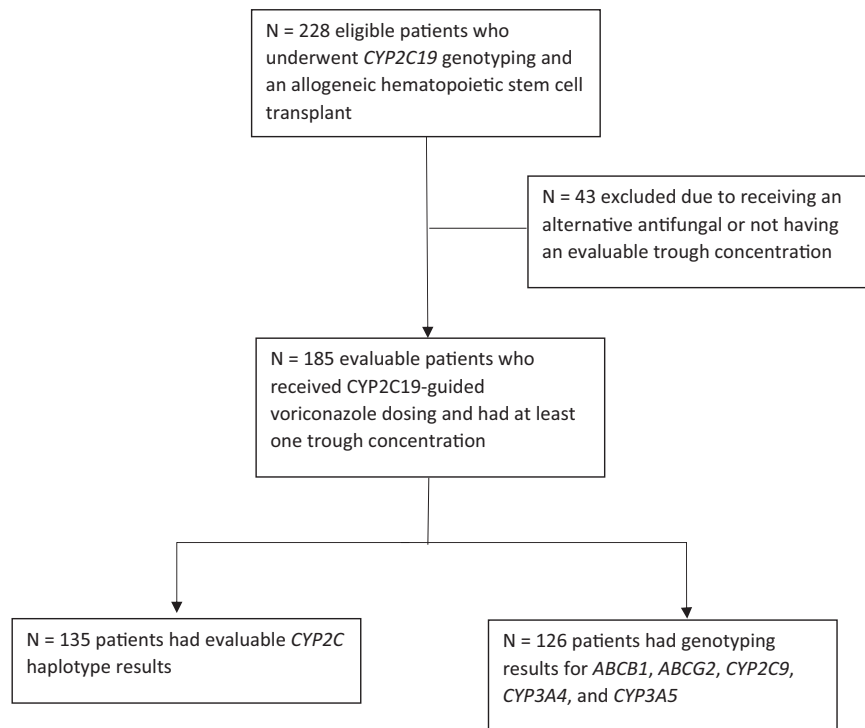 N = 228 eligible patients who
underwent CYP2C19 genotyping and
an allogeneic hematopoietic stem cell
transplant
N = 43 excluded due to receiving an
alternative antifungal or not having
an evaluable trough concentration
N = 185 evaluable patients who
received CYP2C19-guided
voriconazole dosing and had at least
one trough concentration
N = 135 patients had evaluable CYP2C
haplotype results
N = 126 patients had genotyping
results for ABCB1, ABCG2, CYP2C9,
CYP3A4, and CYP3A5